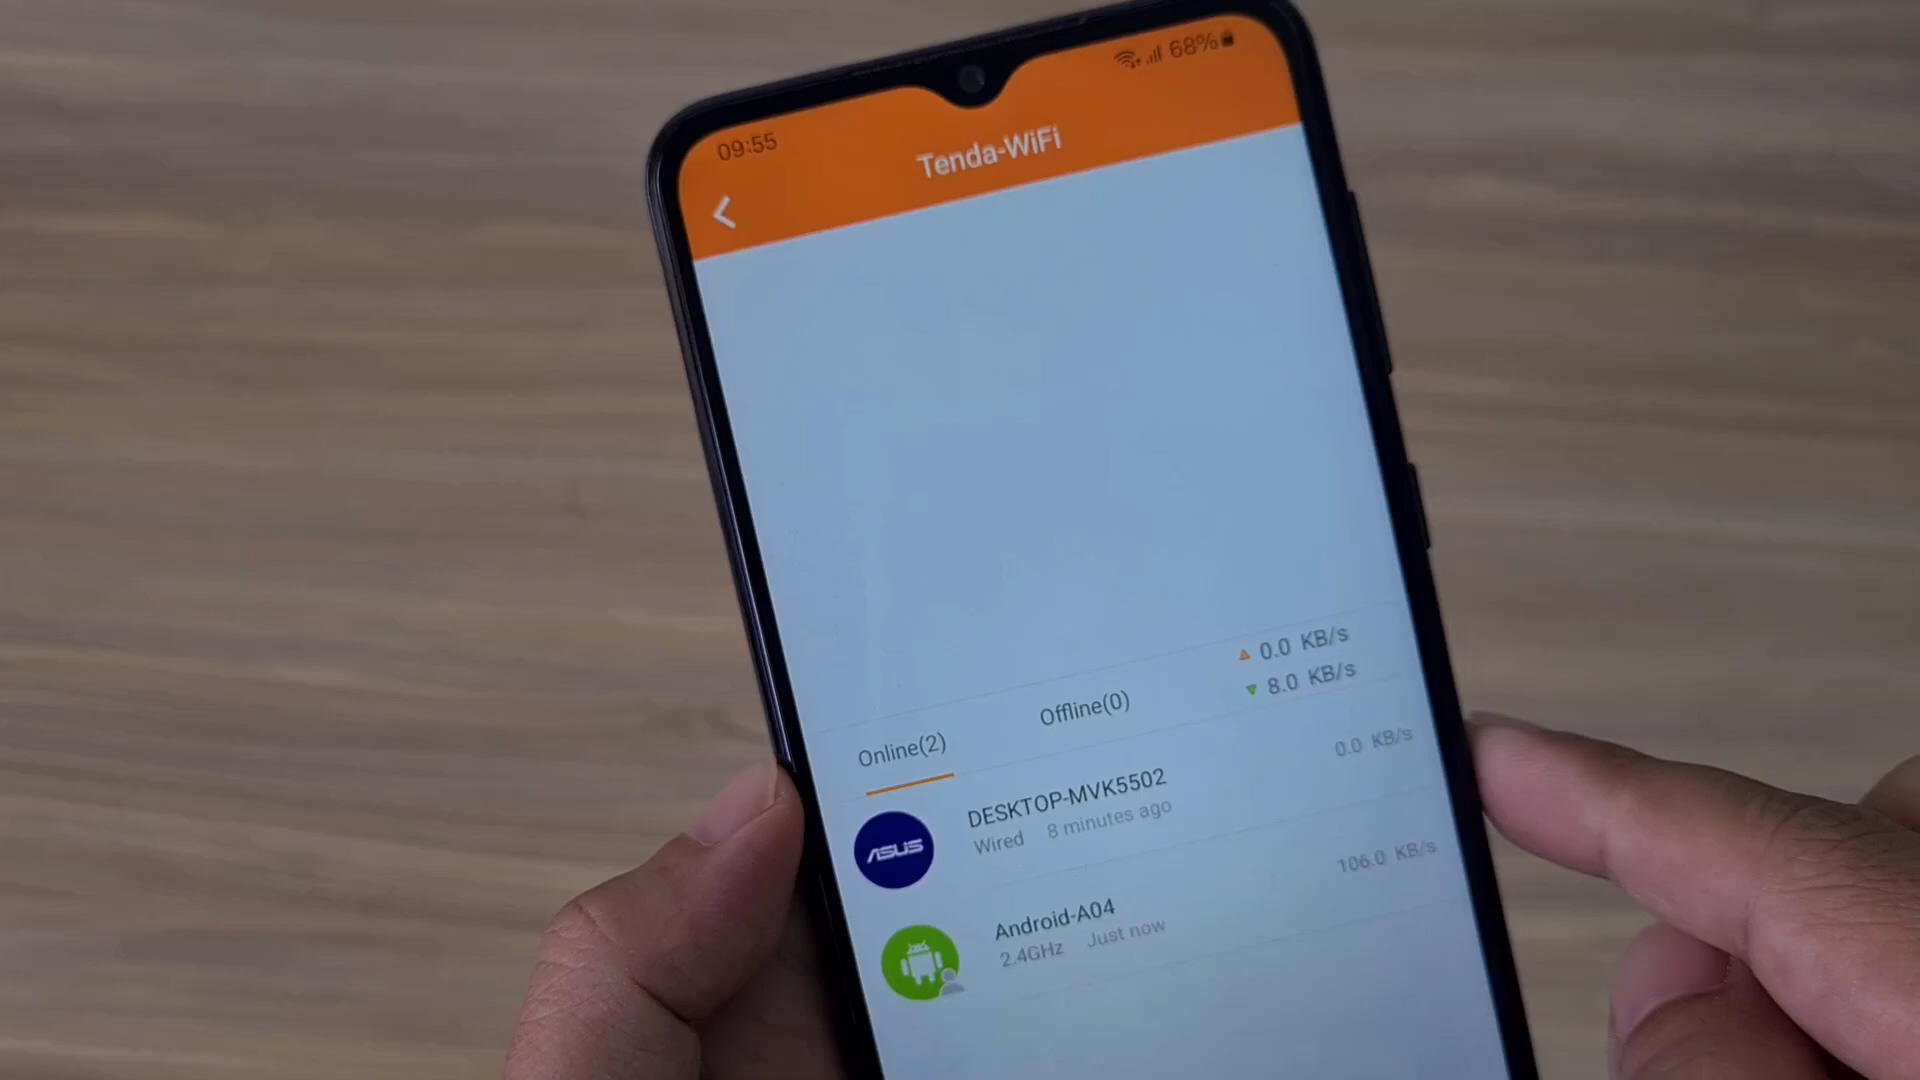 09:55
68%
Tenda-WiFi
Online(2)
Offline(0)
0.0 KB/s
8.0 KB/s
ASUS
DESKTOP-MVK5502
Wired 8 minutes ago
0.0 KB/s
Android-A04
2.4GHz Just now
106.0 KB/s